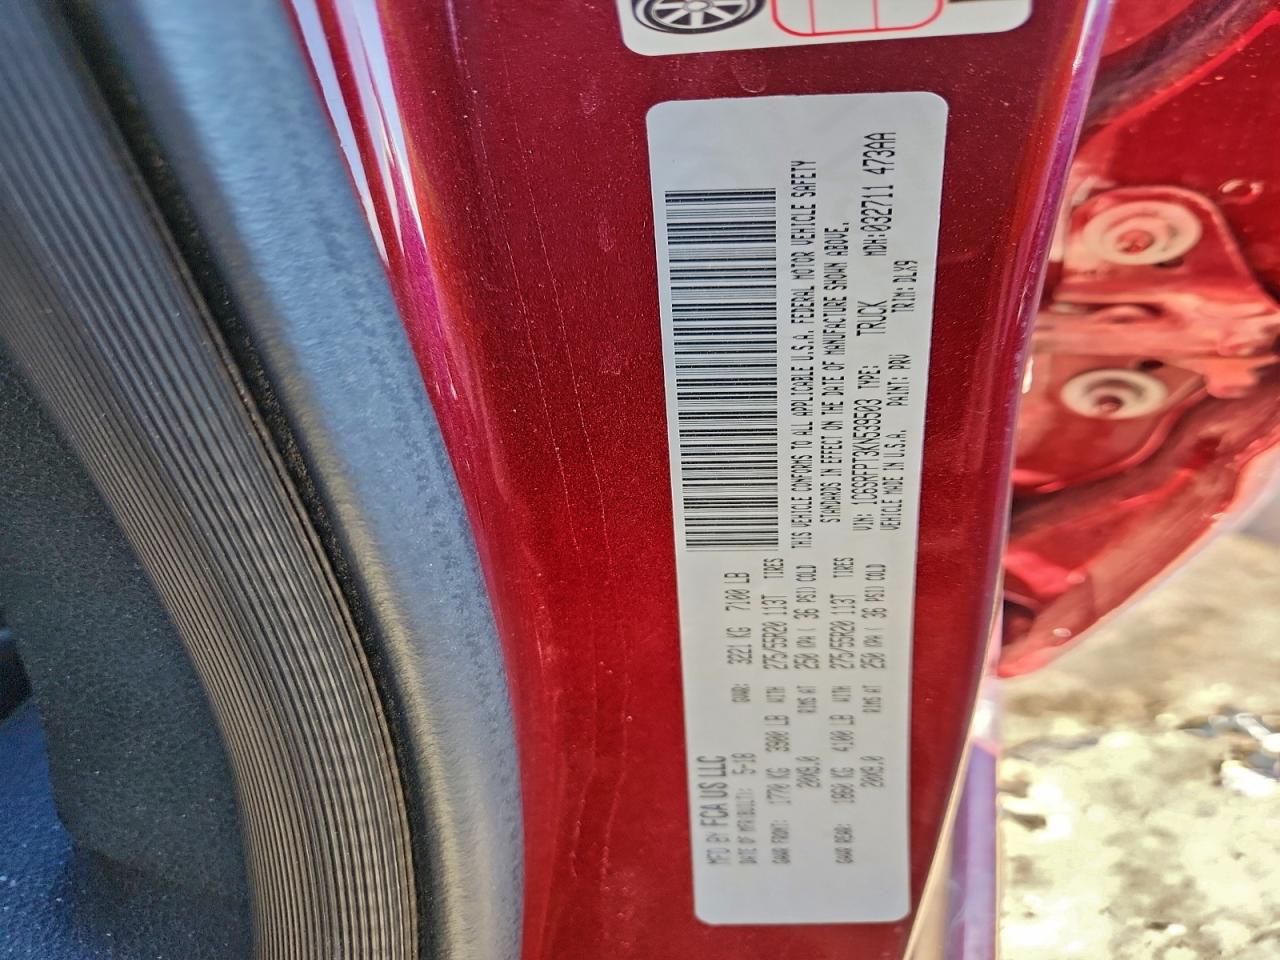 MFD BY FCA US LLC
DATE OF MFR(BUILT): 5-18 GVWR: 3221 KG 7100 LB
GAWR FRONT: 1770 KG 3900 LB WITH 275/55R20 113T TIRES
20X9.0 RIMS AT 250 KPA ( 36 PSI) COLD
GAWR REAR: 1860 KG 4100 LB WITH 275/55R20 113T TIRES
20X9.0 RIMS AT 250 KPA ( 36 PSI) COLD
THIS VEHICLE CONFORMS TO ALL APPLICABLE U.S.A. FEDERAL MOTOR VEHICLE SAFETY
STANDARDS IN EFFECT ON THE DATE OF MANUFACTURE SHOWN ABOVE.
VIN: 1C6SRFPT3KN539503 TYPE: TRUCK MDH:032711 473AA
VEHICLE MADE IN U.S.A. PAINT: PRV TRIM: DLX9